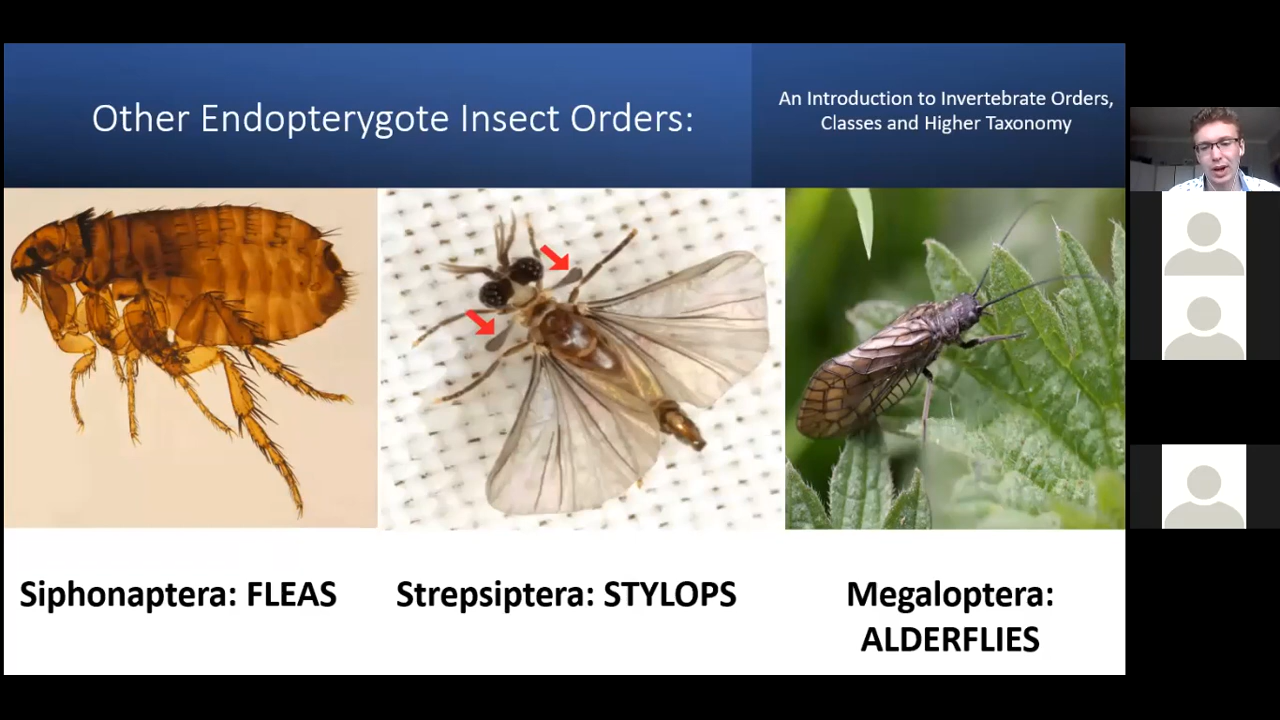 Other Endopterygote Insect Orders:
An Introduction to Invertebrate Orders,
Classes and Higher Taxonomy
Siphonaptera: FLEAS
Strepsiptera: STYLOPS
Megaloptera:
ALDERFLIES